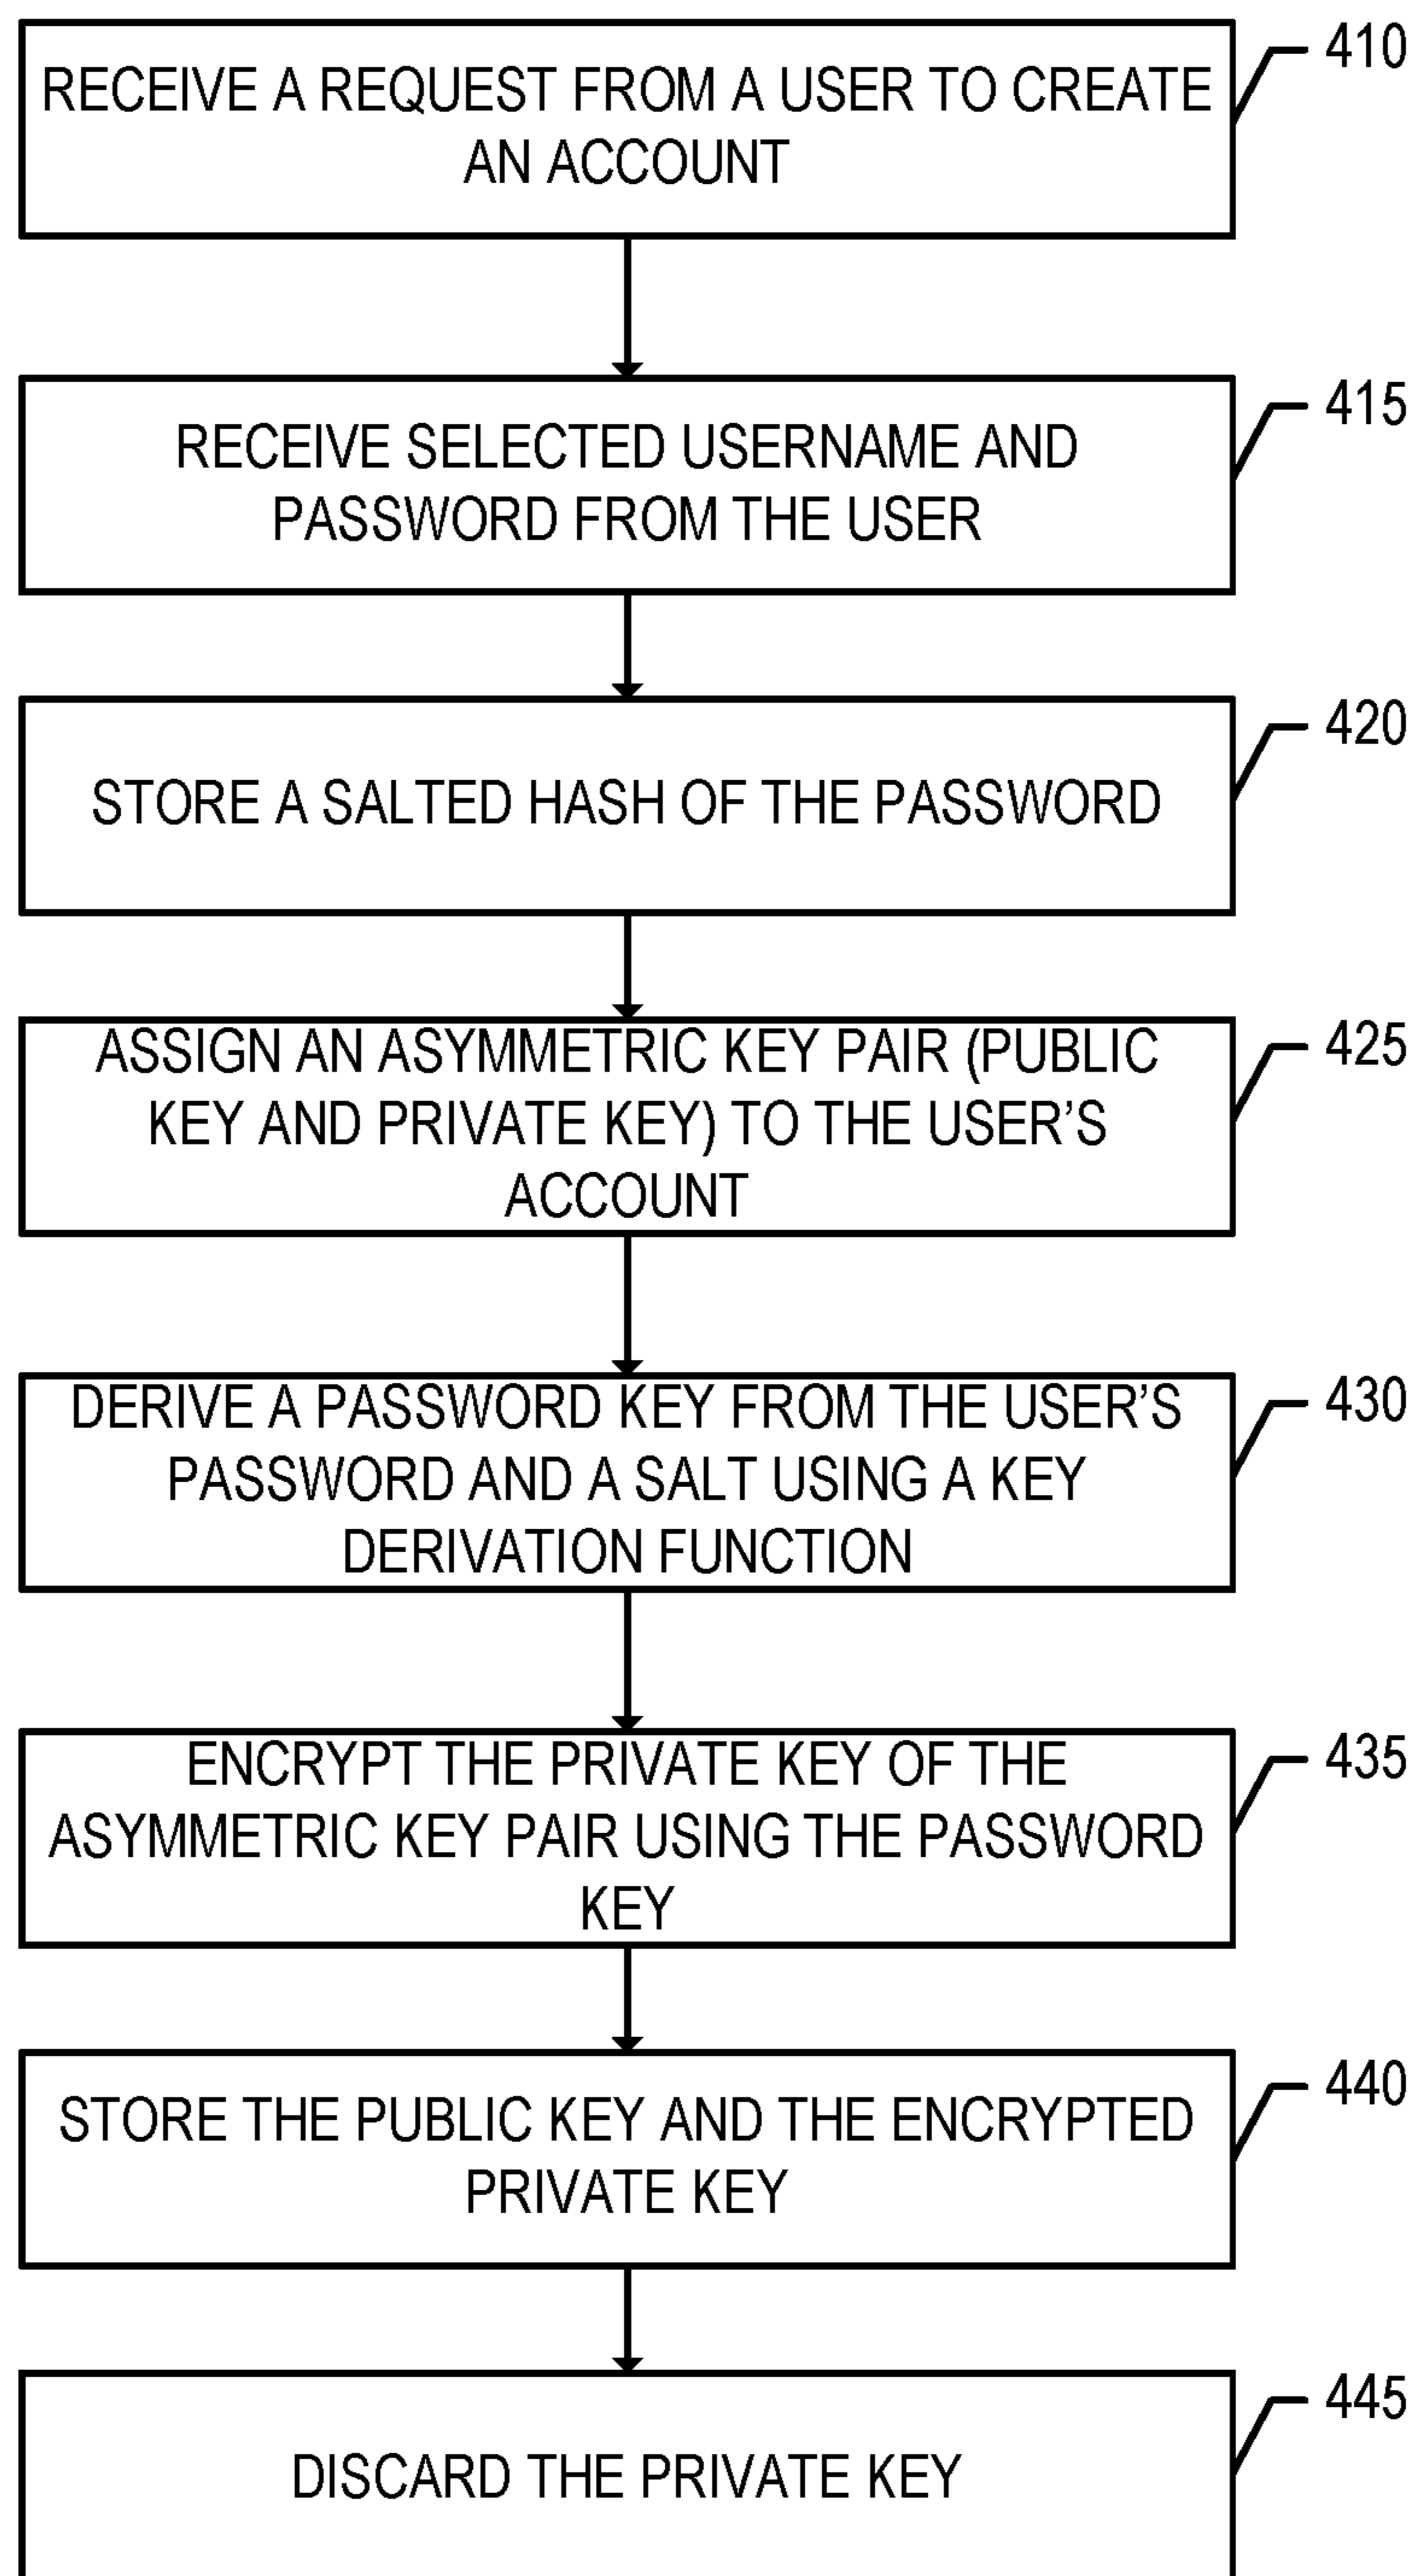 RECEIVE A REQUEST FROM A USER TO CREATE
AN ACCOUNT
410
RECEIVE SELECTED USERNAME AND
PASSWORD FROM THE USER
415
STORE A SALTED HASH OF THE PASSWORD
420
ASSIGN AN ASYMMETRIC KEY PAIR (PUBLIC
KEY AND PRIVATE KEY) TO THE USER’S
ACCOUNT
425
DERIVE A PASSWORD KEY FROM THE USER’S
PASSWORD AND A SALT USING A KEY
DERIVATION FUNCTION
430
ENCRYPT THE PRIVATE KEY OF THE
ASYMMETRIC KEY PAIR USING THE PASSWORD
KEY
435
STORE THE PUBLIC KEY AND THE ENCRYPTED
PRIVATE KEY
440
DISCARD THE PRIVATE KEY
445